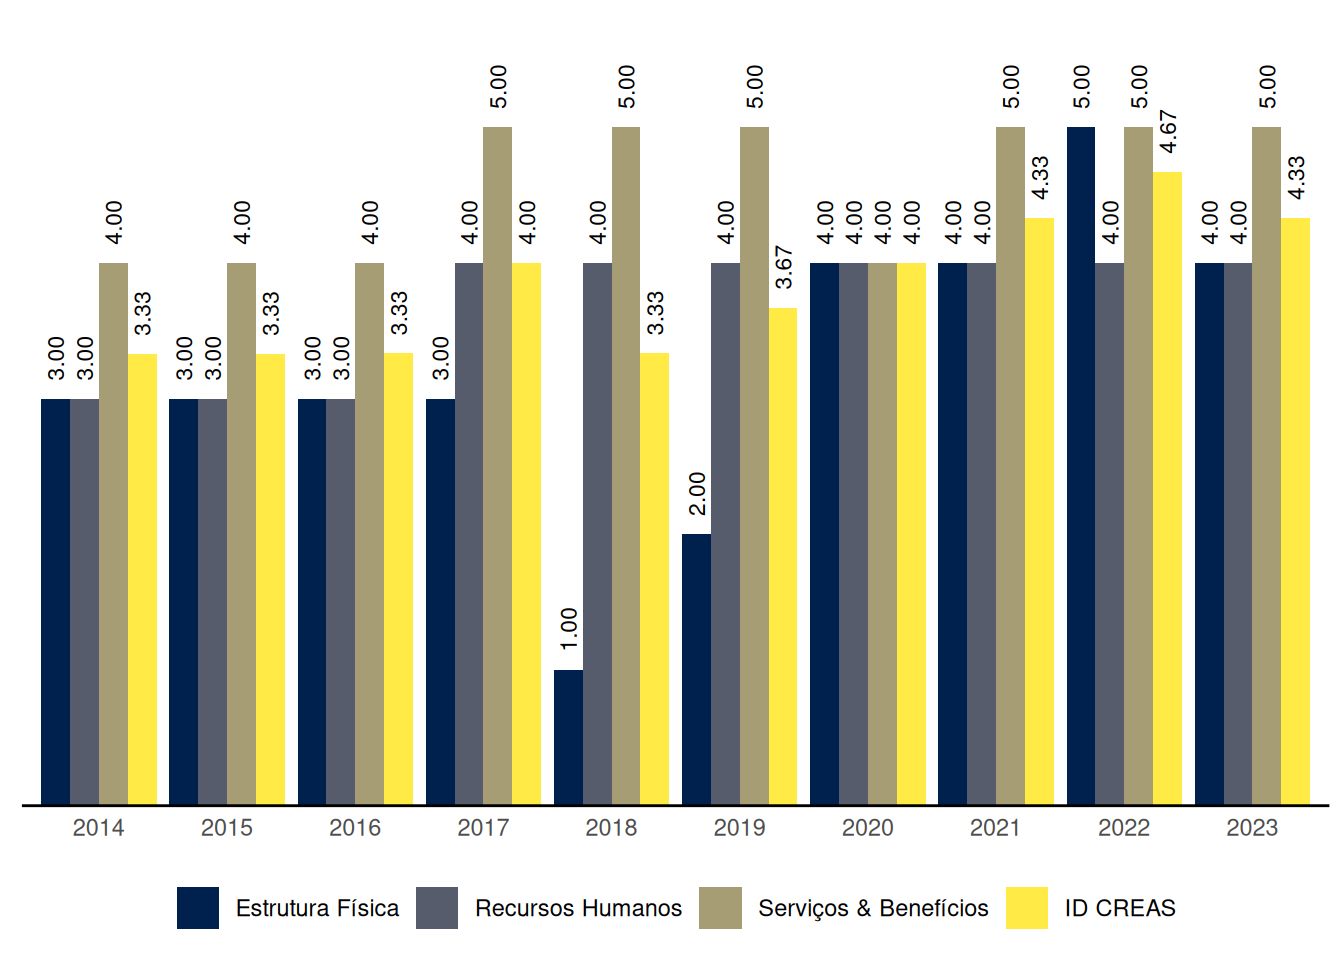 3.00 3.00 4.00 3.33 3.00 3.00 4.00 3.33 3.00 3.00 4.00 3.33 3.00 4.00 5.00 4.00 1.00 4.00 5.00 3.33 2.00 4.00 5.00 3.67 4.00 4.00 4.00 4.00 4.00 4.00 5.00 4.33 5.00 4.00 5.00 4.67 4.00 4.00 5.00 4.33
2014 2015 2016 2017 2018 2019 2020 2021 2022 2023
Estrutura Física Recursos Humanos Serviços & Benefícios ID CREAS